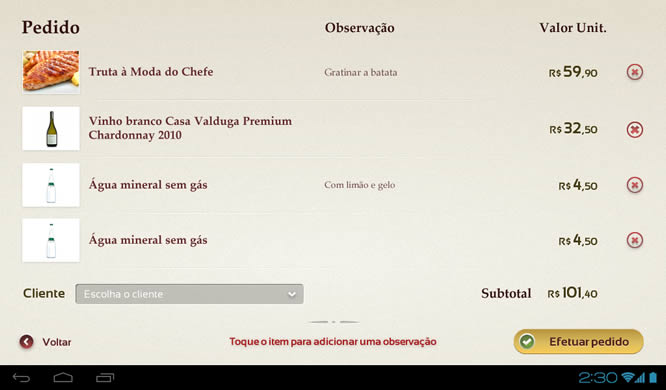 Pedido Observação Valor Unit.
Truta à Moda do Chefe Gratinar a batata R$ 59,90
Vinho branco Casa Valduga Premium
Chardonnay 2010 R$ 32,50
Água mineral sem gás Com limão e gelo R$ 4,50
Água mineral sem gás R$ 4,50
Cliente Escolha o cliente Subtotal R$ 101,40
Voltar Toque o item para adicionar uma observação Efetuar pedido
2:30